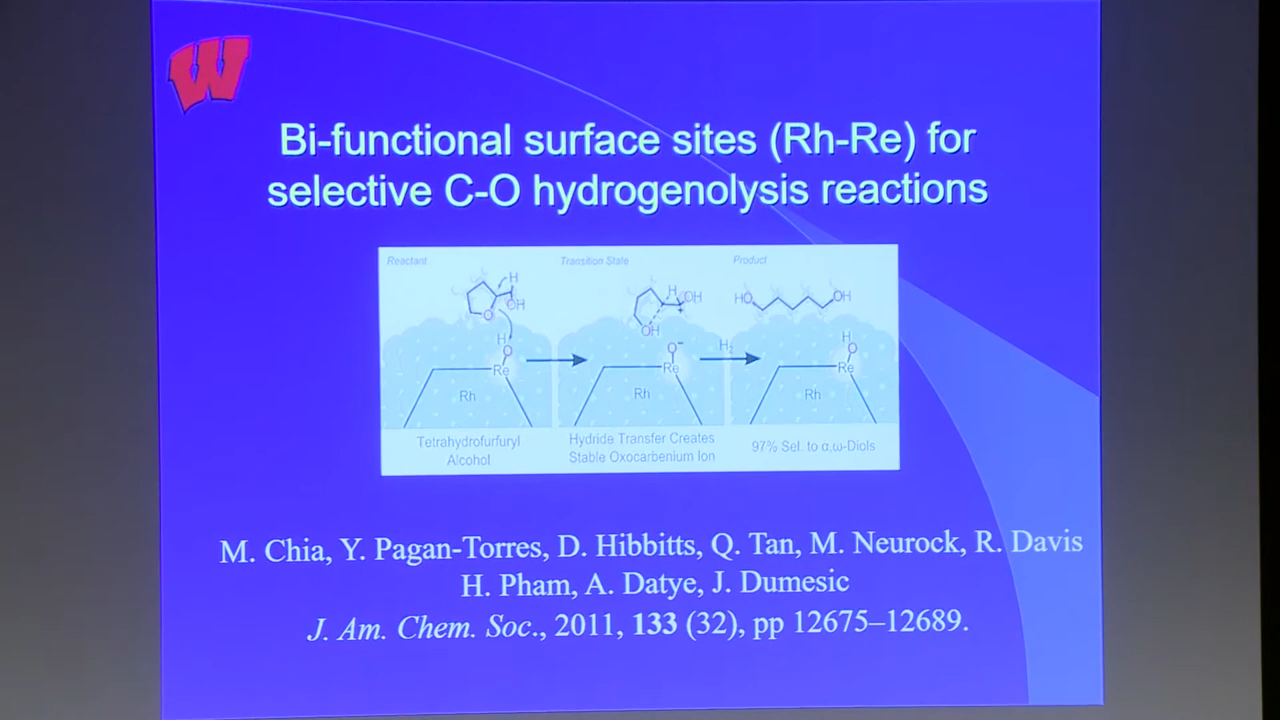 W
Bi-functional surface sites (Rh-Re) for
selective C-O hydrogenolysis reactions
Reactant
Transition State
Product
H
OH
O
H
O
Re
Rh
H
OH
OH
O⁻
Re
Rh
H₂
HO
OH
H
O
Re
Rh
Tetrahydrofurfuryl
Alcohol
Hydride Transfer Creates
Stable Oxocarbenium Ion
97% Sel. to α,ω-Diols
M. Chia, Y. Pagan-Torres, D. Hibbitts, Q. Tan, M. Neurock, R. Davis
H. Pham, A. Datye, J. Dumesic
J. Am. Chem. Soc., 2011, 133 (32), pp 12675–12689.